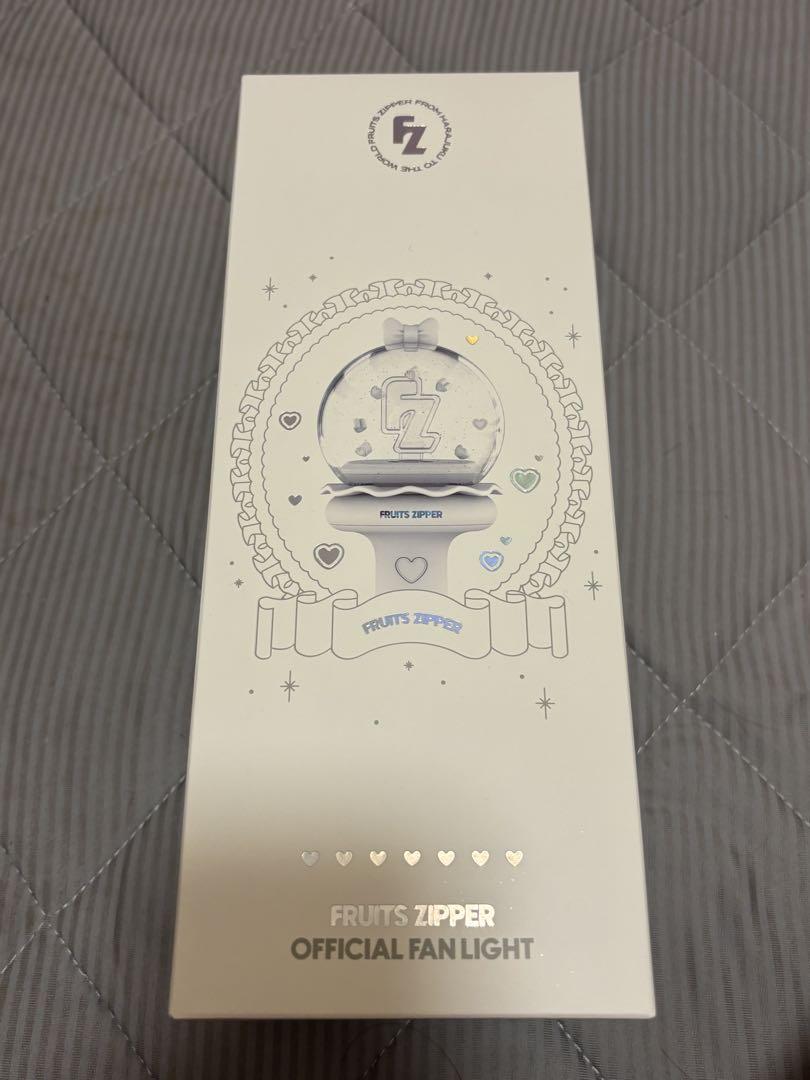 FRUITS ZIPPER FROM HARAJUKU TO THE WORLD
FZ
FZ
FRUITS ZIPPER
FRUITS ZIPPER
FRUITS ZIPPER
OFFICIAL FAN LIGHT